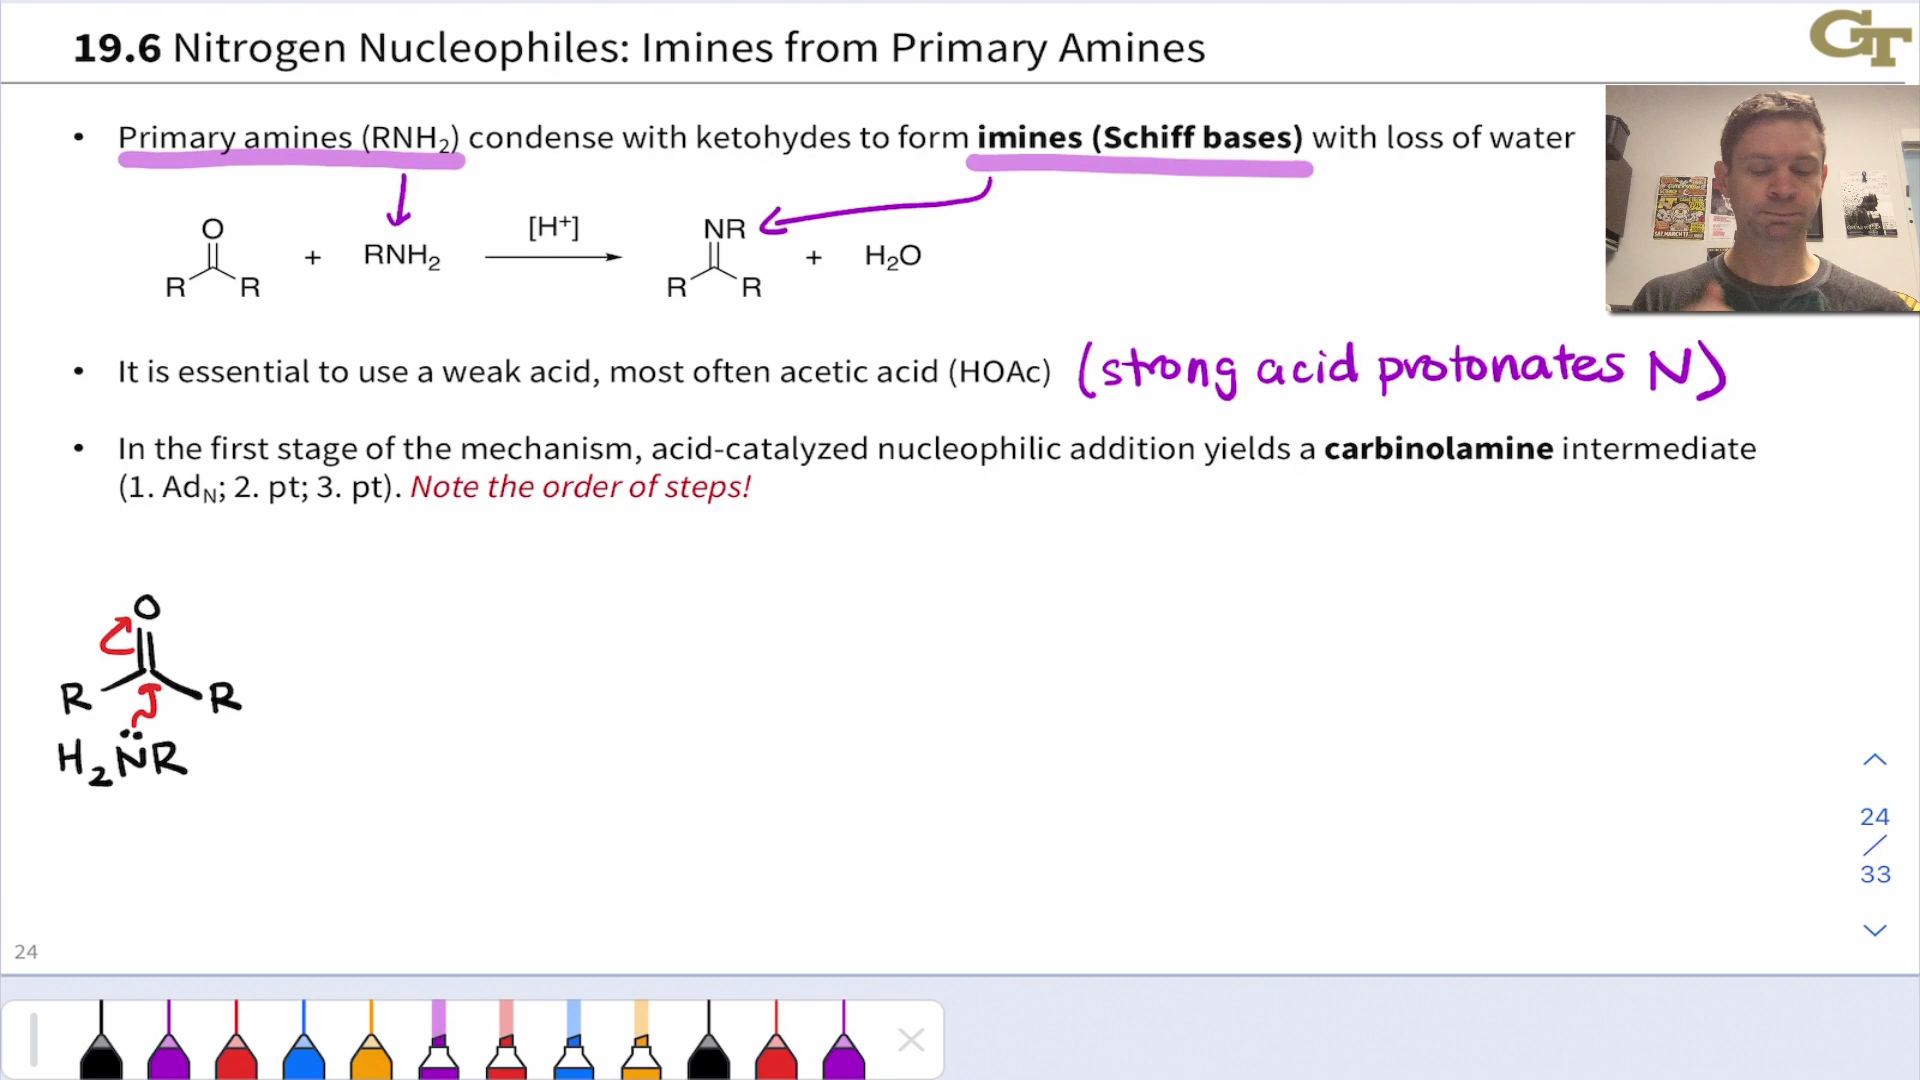 19.6 Nitrogen Nucleophiles: Imines from Primary Amines
GT
• Primary amines (RNH₂) condense with ketohydes to form imines (Schiff bases) with loss of water
O
R R
+
RNH₂
[H⁺]
NR
R R
+
H₂O
• It is essential to use a weak acid, most often acetic acid (HOAc) (strong acid protonates N)
• In the first stage of the mechanism, acid-catalyzed nucleophilic addition yields a carbinolamine intermediate
(1. Adₙ; 2. pt; 3. pt). Note the order of steps!
O
R R
H₂N̈R
24
/
33
24